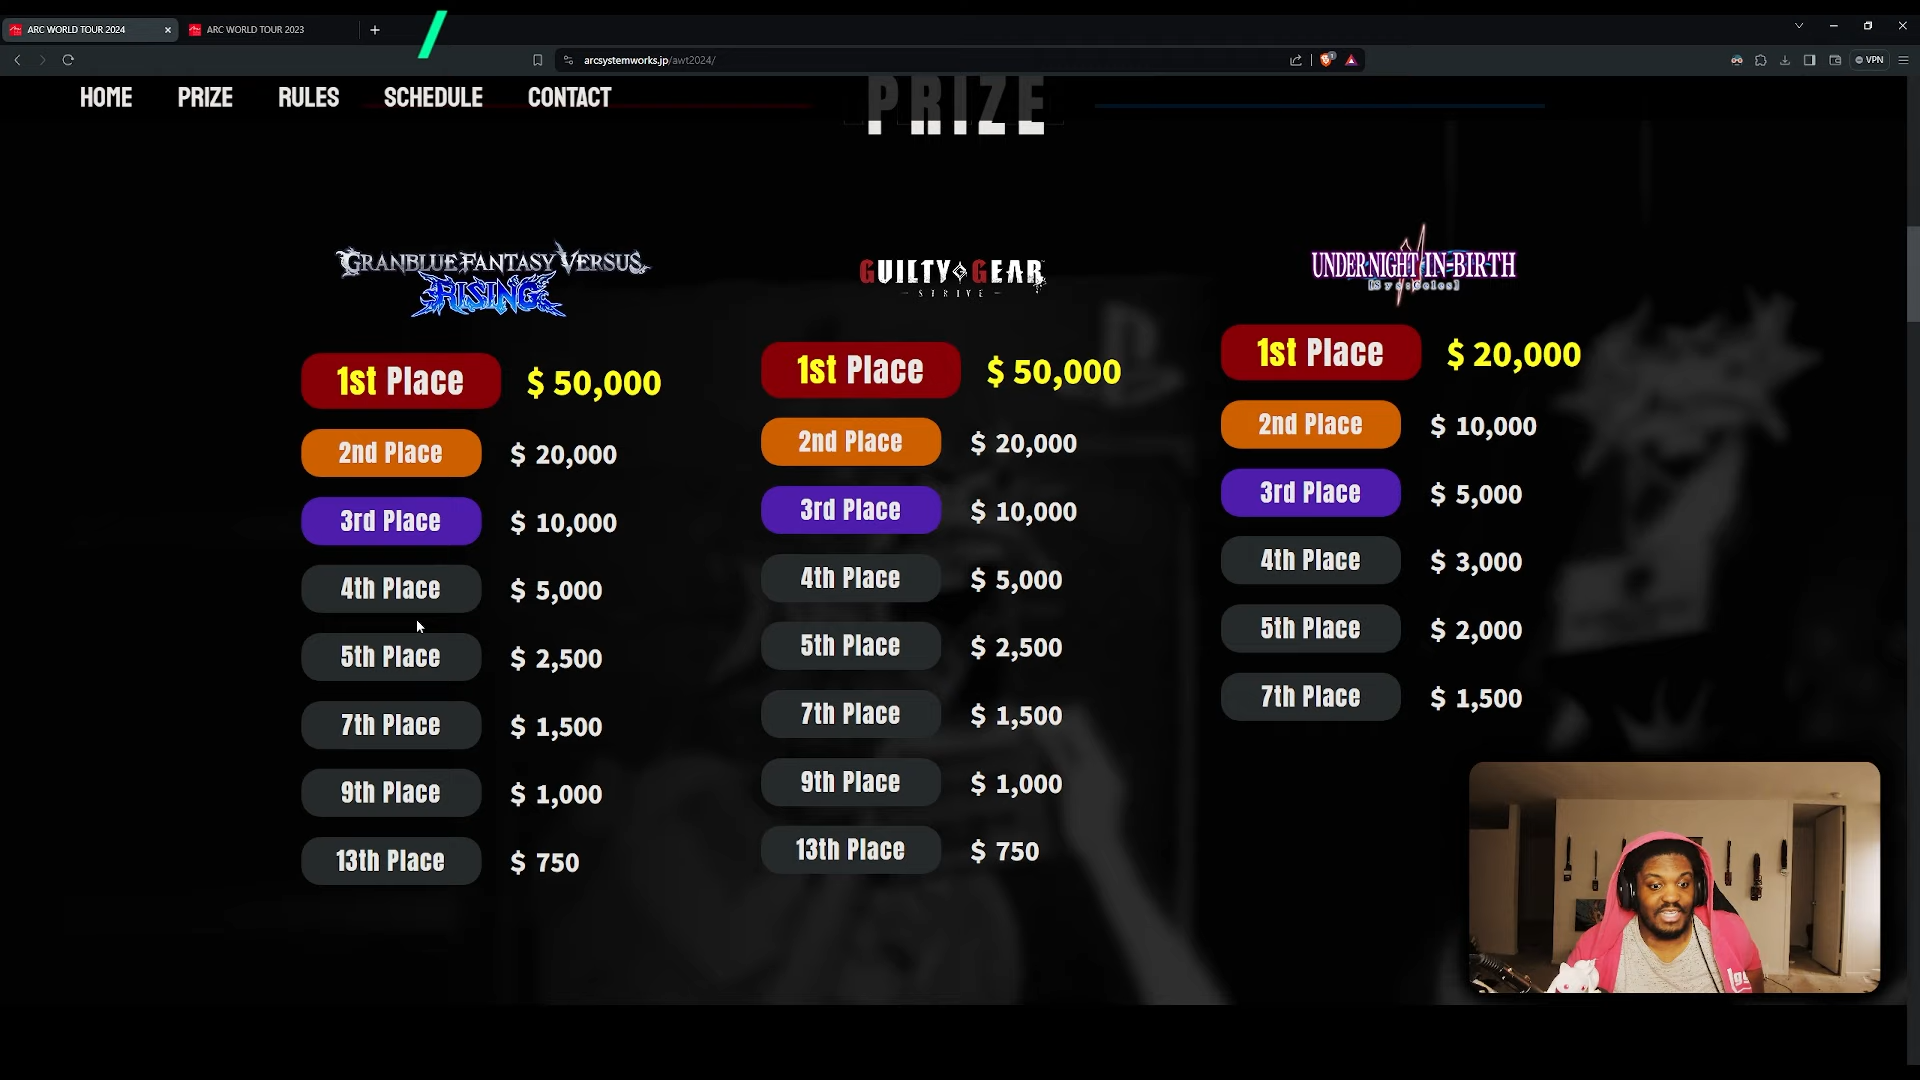 ARC WORLD TOUR 2024
ARC WORLD TOUR 2023
arcsystemworks.jp/awt2024/
VPN
HOME PRIZE RULES SCHEDULE CONTACT
PRIZE
GRANBLUE FANTASY VERSUS
RISING
1st Place $ 50,000
2nd Place $ 20,000
3rd Place $ 10,000
4th Place $ 5,000
5th Place $ 2,500
7th Place $ 1,500
9th Place $ 1,000
13th Place $ 750
GUILTY GEAR
- STRIVE -
1st Place $ 50,000
2nd Place $ 20,000
3rd Place $ 10,000
4th Place $ 5,000
5th Place $ 2,500
7th Place $ 1,500
9th Place $ 1,000
13th Place $ 750
UNDER NIGHT IN-BIRTH
[Sys:Celes]
1st Place $ 20,000
2nd Place $ 10,000
3rd Place $ 5,000
4th Place $ 3,000
5th Place $ 2,000
7th Place $ 1,500